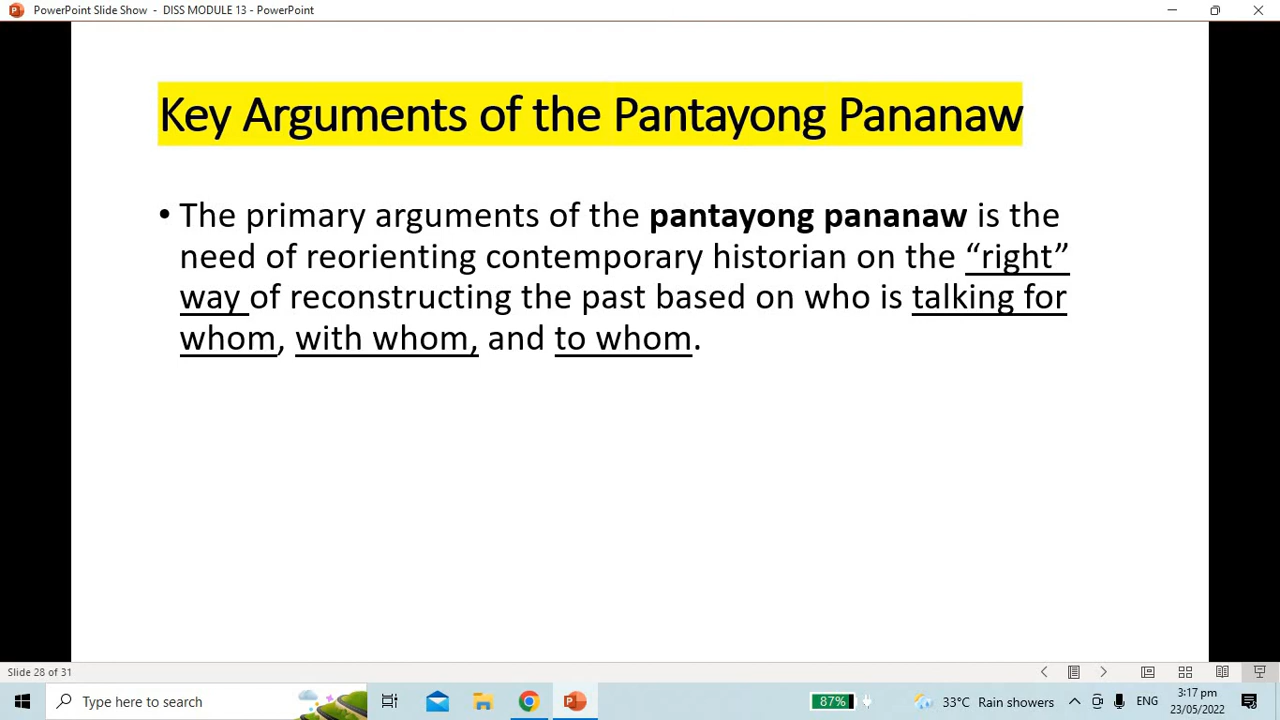 PowerPoint Slide Show - DISS MODULE 13 - PowerPoint
Key Arguments of the Pantayong Pananaw
• The primary arguments of the pantayong pananaw is the
need of reorienting contemporary historian on the “right”
way of reconstructing the past based on who is talking for
whom, with whom, and to whom.
Slide 28 of 31
Type here to search
87%
33°C Rain showers
ENG
3:17 pm
23/05/2022